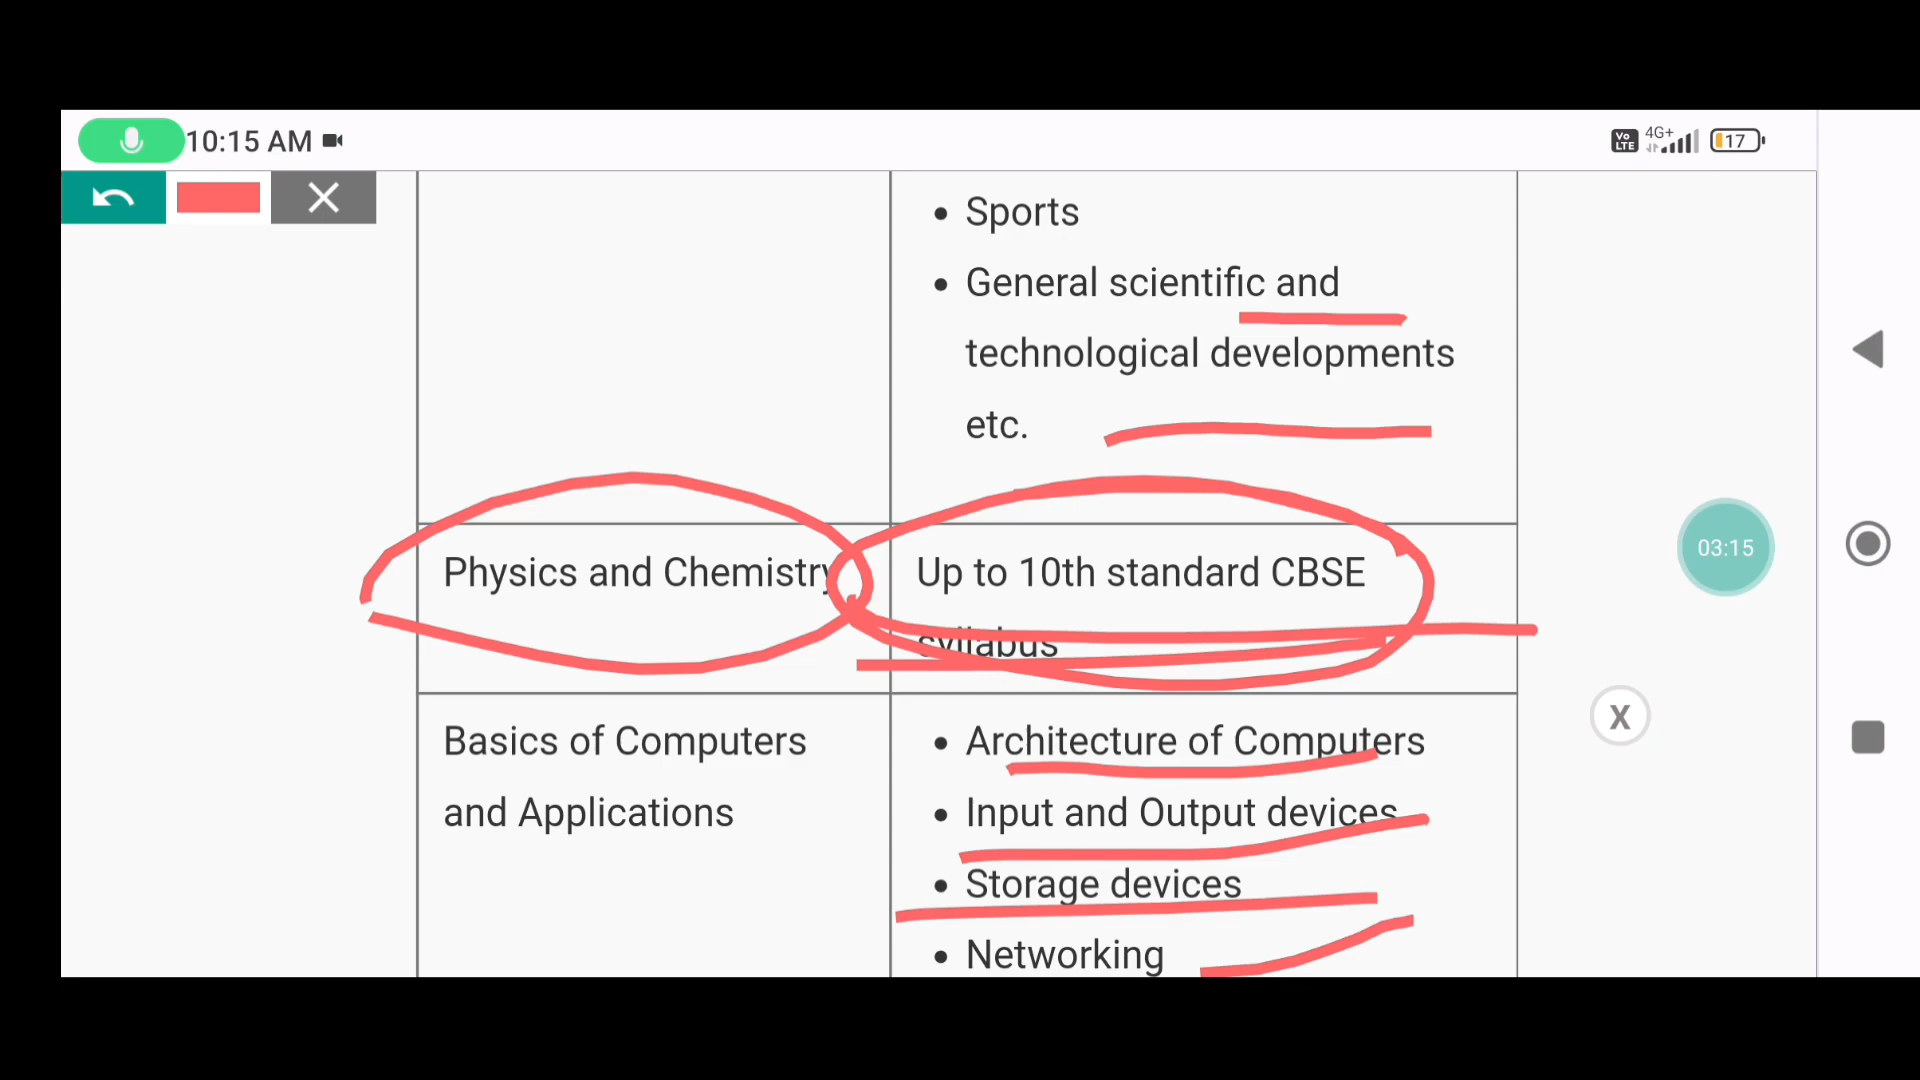 10:15 AM
Vo LTE 4G+ 17
Sports
General scientific and
technological developments
etc.
Physics and Chemistry
Up to 10th standard CBSE
syllabus
03:15
X
Basics of Computers
and Applications
Architecture of Computers
Input and Output devices
Storage devices
Networking